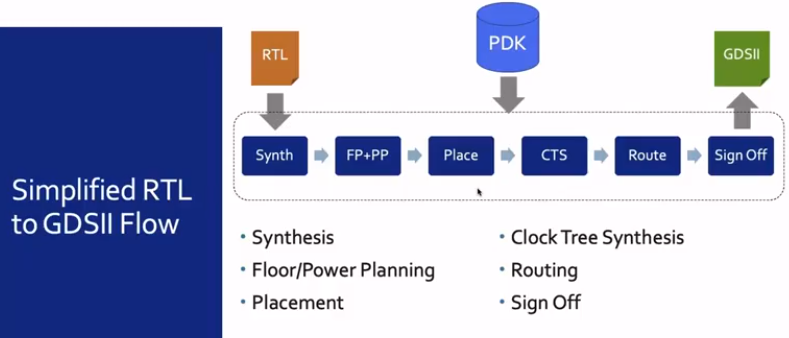 Simplified RTL
to GDSII Flow
RTL
PDK
GDSII
Synth
FP+PP
Place
CTS
Route
Sign Off
• Synthesis
• Floor/Power Planning
• Placement
• Clock Tree Synthesis
• Routing
• Sign Off